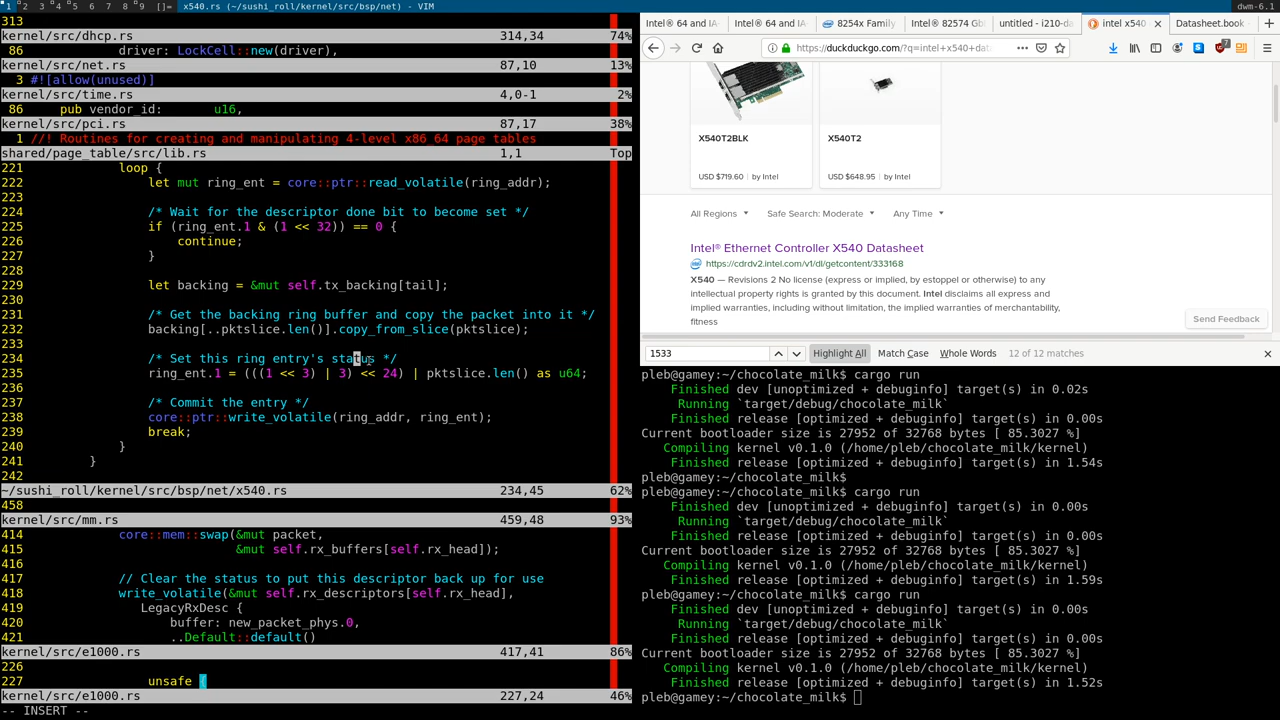 1 2 3 4 5 6 7 8 9 []= x540.rs (~/sushi_roll/kernel/src/bsp/net) - VIM dwm-6.1
313
kernel/src/dhcp.rs 314,34 74%
86 driver: LockCell::new(driver),
kernel/src/net.rs 87,10 13%
3 #![allow(unused)]
kernel/src/time.rs 4,0-1 2%
86 pub vendor_id: u16,
kernel/src/pci.rs 87,17 38%
1 //! Routines for creating and manipulating 4-level x86_64 page tables
shared/page_table/src/lib.rs 1,1 Top
221 loop {
222 let mut ring_ent = core::ptr::read_volatile(ring_addr);
223
224 /* Wait for the descriptor done bit to become set */
225 if (ring_ent.1 & (1 << 32)) == 0 {
226 continue;
227 }
228
229 let backing = &mut self.tx_backing[tail];
230
231 /* Get the backing ring buffer and copy the packet into it */
232 backing[..pktslice.len()].copy_from_slice(pktslice);
233
234 /* Set this ring entry's status */
235 ring_ent.1 = (((1 << 3) | 3) << 24) | pktslice.len() as u64;
236
237 /* Commit the entry */
238 core::ptr::write_volatile(ring_addr, ring_ent);
239 break;
240 }
241 }
242
~/sushi_roll/kernel/src/bsp/net/x540.rs 234,45 62%
458
kernel/src/mm.rs 459,48 93%
414 core::mem::swap(&mut packet,
415 &mut self.rx_buffers[self.rx_head]);
416
417 // Clear the status to put this descriptor back up for use
418 write_volatile(&mut self.rx_descriptors[self.rx_head],
419 LegacyRxDesc {
420 buffer: new_packet_phys.0,
421 ..Default::default()
kernel/src/e1000.rs 417,41 86%
226
227 unsafe {
kernel/src/e1000.rs 227,24 46%
-- INSERT --
Intel® 64 and IA- Intel® 64 and IA- 8254x Family Intel® 82574 Gbl untitled - i210-da intel x540 Datasheet.book
https://duckduckgo.com/?q=intel+x540+dat
7
X540T2BLK X540T2
USD $719.60 | by Intel USD $648.95 | by Intel
All Regions Safe Search: Moderate Any Time
Intel® Ethernet Controller X540 Datasheet
https://cdrdv2.intel.com/v1/dl/getcontent/333168
X540 — Revisions 2 No license (express or implied, by estoppel or otherwise) to any
intellectual property rights is granted by this document. Intel disclaims all express and
implied warranties, including without limitation, the implied warranties of merchantability,
fitness
Send Feedback
1533 Highlight All Match Case Whole Words 12 of 12 matches
pleb@gamey:~/chocolate_milk$ cargo run
Finished dev [unoptimized + debuginfo] target(s) in 0.02s
Running `target/debug/chocolate_milk`
Finished release [optimized + debuginfo] target(s) in 0.00s
Current bootloader size is 27952 of 32768 bytes [ 85.3027 %]
Compiling kernel v0.1.0 (/home/pleb/chocolate_milk/kernel)
Finished release [optimized + debuginfo] target(s) in 1.54s
pleb@gamey:~/chocolate_milk$
pleb@gamey:~/chocolate_milk$ cargo run
Finished dev [unoptimized + debuginfo] target(s) in 0.00s
Running `target/debug/chocolate_milk`
Finished release [optimized + debuginfo] target(s) in 0.00s
Current bootloader size is 27952 of 32768 bytes [ 85.3027 %]
Compiling kernel v0.1.0 (/home/pleb/chocolate_milk/kernel)
Finished release [optimized + debuginfo] target(s) in 1.59s
pleb@gamey:~/chocolate_milk$ cargo run
Finished dev [unoptimized + debuginfo] target(s) in 0.00s
Running `target/debug/chocolate_milk`
Finished release [optimized + debuginfo] target(s) in 0.00s
Current bootloader size is 27952 of 32768 bytes [ 85.3027 %]
Compiling kernel v0.1.0 (/home/pleb/chocolate_milk/kernel)
Finished release [optimized + debuginfo] target(s) in 1.52s
pleb@gamey:~/chocolate_milk$